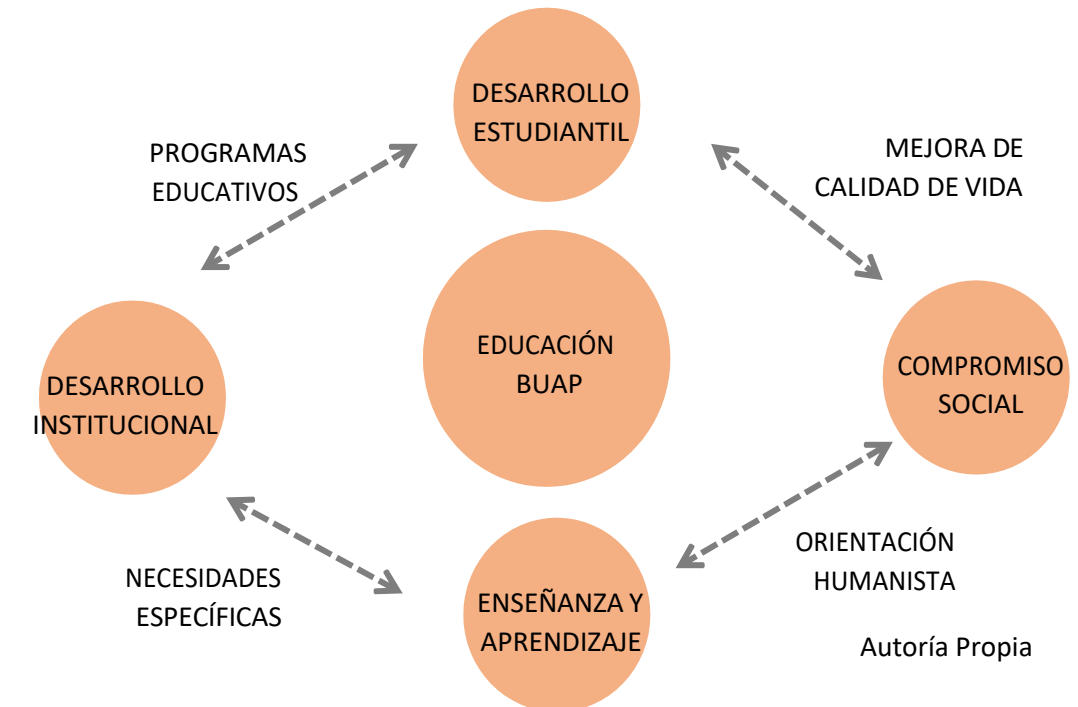 DESARROLLO
ESTUDIANTIL
PROGRAMAS
EDUCATIVOS
MEJORA DE
CALIDAD DE VIDA
EDUCACIÓN
BUAP
DESARROLLO
INSTITUCIONAL
COMPROMISO
SOCIAL
NECESIDADES
ESPECÍFICAS
ENSEÑANZA Y
APRENDIZAJE
ORIENTACIÓN
HUMANISTA
Autoría Propia